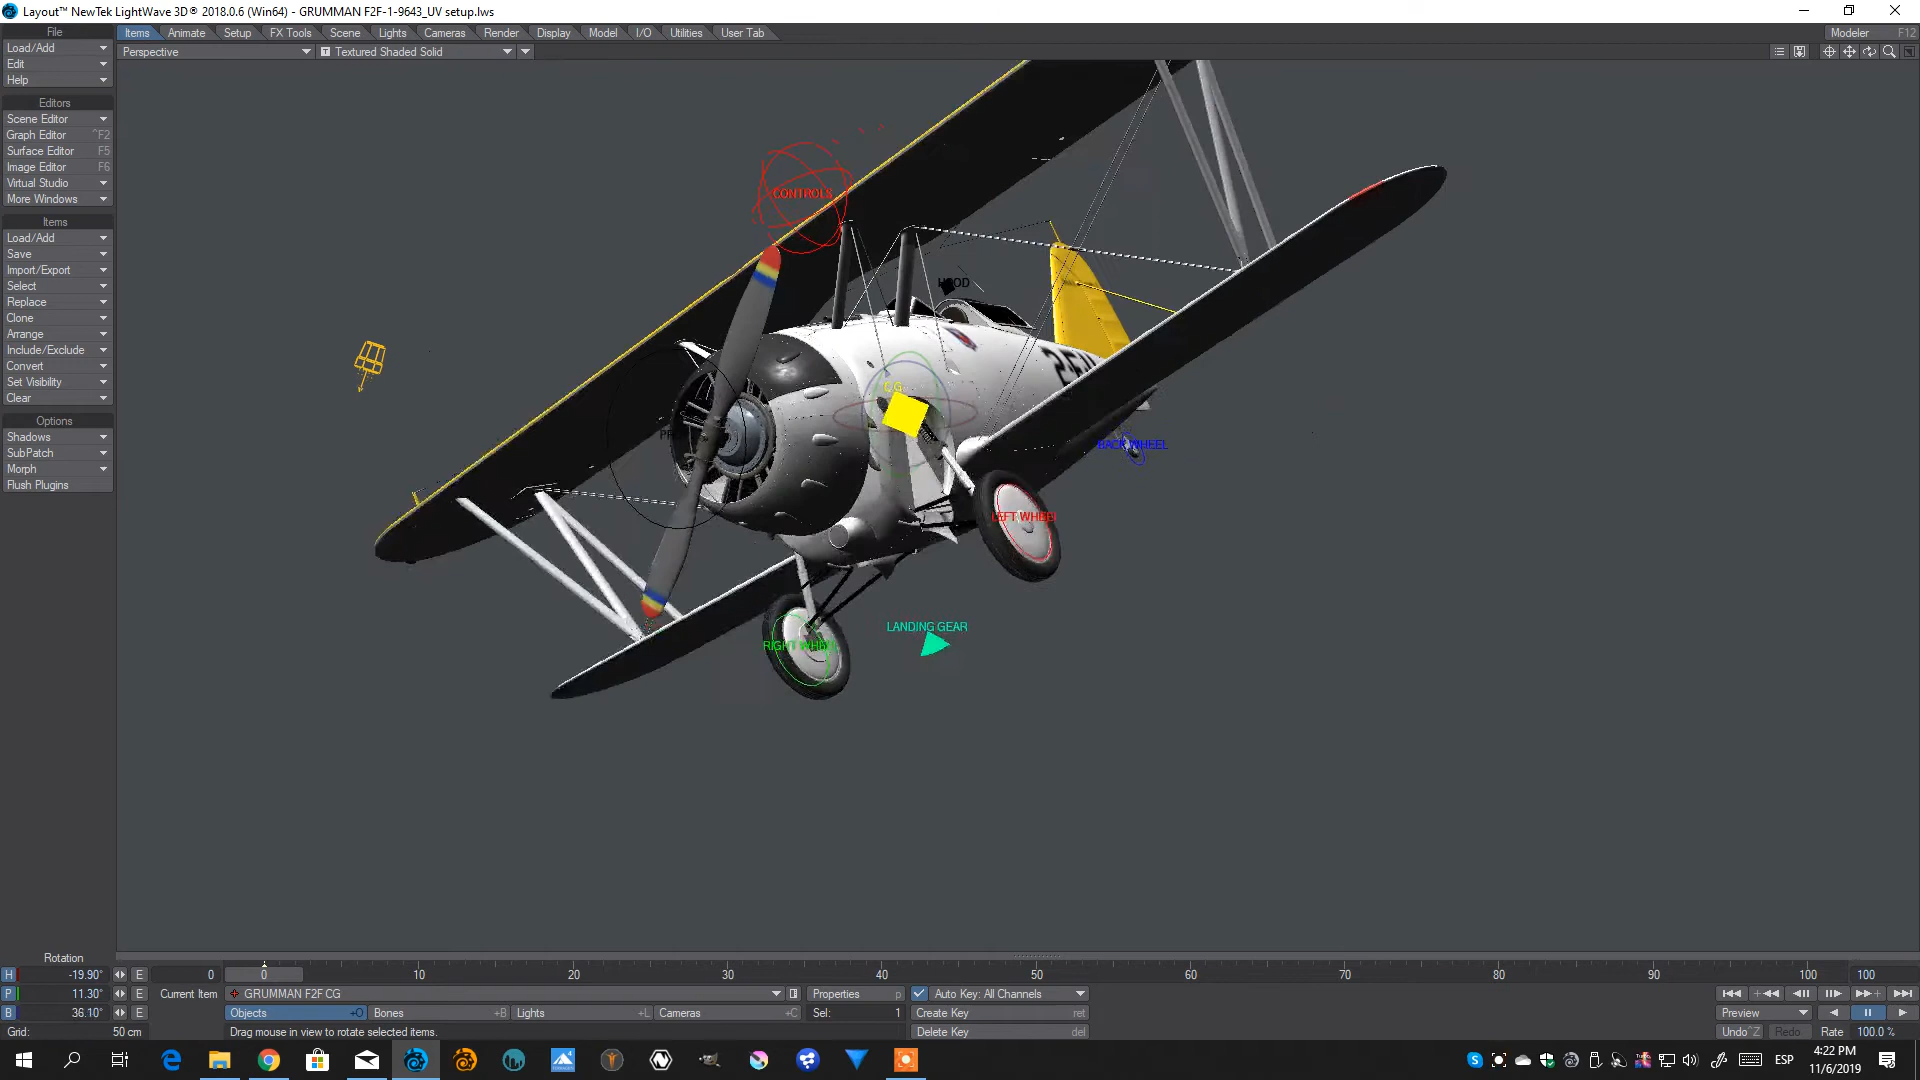 Layout™ NewTek LightWave 3D® 2018.0.6 (Win64) - GRUMMAN F2F-1-9643_UV setup.lws
File
Items Animate Setup FX Tools Scene Lights Cameras Render Display Model I/O Utilities User Tab
Modeler F12
Load/Add
Edit
Help
Perspective
T Textured Shaded Solid
Editors
Scene Editor
Graph Editor ^F2
Surface Editor F5
Image Editor F6
Virtual Studio
More Windows
Items
Load/Add
Save
Import/Export
Select
Replace
Clone
Arrange
Include/Exclude
Convert
Set Visibility
Clear
Options
Shadows
SubPatch
Morph
Flush Plugins
CONTROLS
HOOD
CG
BACK WHEEL
LEFT WHEEL
LANDING GEAR
RIGHT WHEEL
Rotation
H -19.90° E 0 0 10 20 30 40 50 60 70 80 90 100 100
P 11.30° E Current Item GRUMMAN F2F CG Properties p Auto Key: All Channels
B 36.10° E Objects +O Bones +B Lights +L Cameras +C Sel: 1 Create Key ret Preview
Grid: 50 cm Drag mouse in view to rotate selected items. Delete Key del Undo^Z Redo Rate 100.0 %
ESP
4:22 PM
11/6/2019